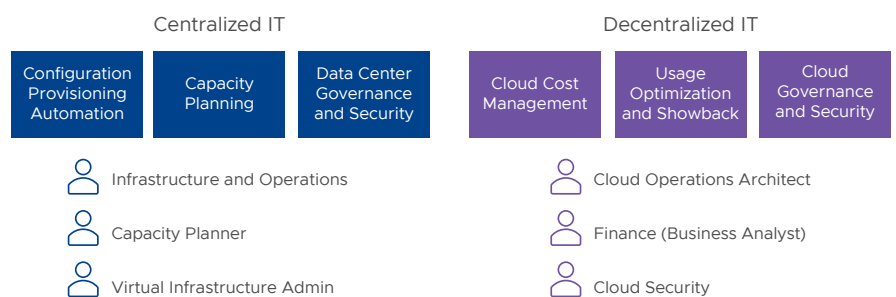 Centralized IT
Configuration
Provisioning
Automation
Capacity
Planning
Data Center
Governance
and Security
Infrastructure and Operations
Capacity Planner
Virtual Infrastructure Admin
Decentralized IT
Cloud Cost
Management
Usage
Optimization
and Showback
Cloud
Governance
and Security
Cloud Operations Architect
Finance (Business Analyst)
Cloud Security